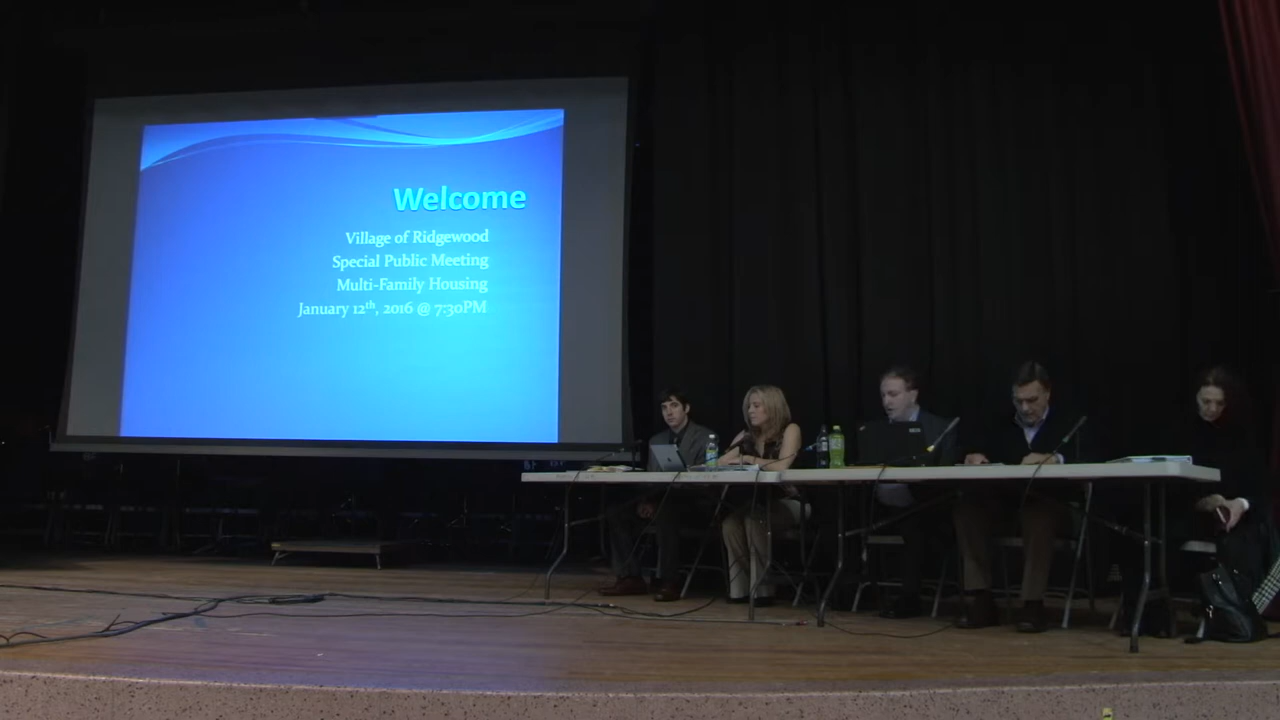 Welcome
Village of Ridgewood
Special Public Meeting
Multi-Family Housing
January 12th, 2016 @ 7:30PM